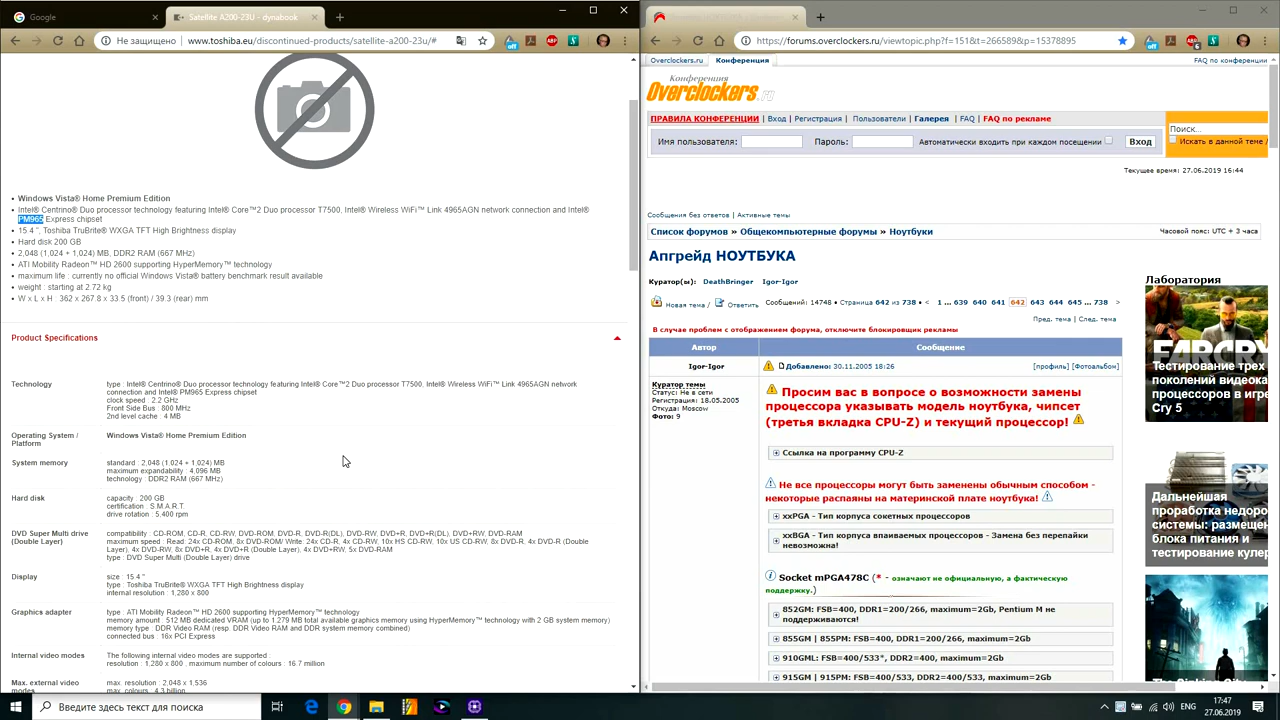 Google
Satellite A200-23U - dynabook
Не защищено
www.toshiba.eu/discontinued-products/satellite-a200-23u/#
Windows Vista® Home Premium Edition
Intel® Centrino® Duo processor technology featuring Intel® Core™2 Duo processor T7500, Intel® Wireless WiFi™ Link 4965AGN network connection and Intel®
PM965 Express chipset
15.4 ", Toshiba TruBrite® WXGA TFT High Brightness display
Hard disk 200 GB
2,048 (1,024 + 1,024) MB, DDR2 RAM (667 MHz)
ATI Mobility Radeon™ HD 2600 supporting HyperMemory™ technology
maximum life : currently no official Windows Vista® battery benchmark result available
weight : starting at 2.72 kg
W x L x H : 362 x 267.8 x 33.5 (front) / 39.3 (rear) mm
Product Specifications
Technology
type : Intel® Centrino® Duo processor technology featuring Intel® Core™2 Duo processor T7500, Intel® Wireless WiFi™ Link 4965AGN network
connection and Intel® PM965 Express chipset
clock speed : 2.2 GHz
Front Side Bus : 800 MHz
2nd level cache : 4 MB
Operating System /
Platform
Windows Vista® Home Premium Edition
System memory
standard : 2,048 (1,024 + 1,024) MB
maximum expandability : 4,096 MB
technology : DDR2 RAM (667 MHz)
Hard disk
capacity : 200 GB
certification : S.M.A.R.T.
drive rotation : 5,400 rpm
DVD Super Multi drive
(Double Layer)
compatibility : CD-ROM, CD-R, CD-RW, DVD-ROM, DVD-R, DVD-R(DL), DVD-RW, DVD+R, DVD+R(DL), DVD+RW, DVD-RAM
maximum speed : Read: 24x CD-ROM, 8x DVD-ROM/ Write: 24x CD-R, 4x CD-RW, 10x HS CD-RW, 10x US CD-RW, 8x DVD-R, 4x DVD-R (Double
Layer), 4x DVD-RW, 8x DVD+R, 4x DVD+R (Double Layer), 4x DVD+RW, 5x DVD-RAM
type : DVD Super Multi (Double Layer) drive
Display
size : 15.4 "
type : Toshiba TruBrite® WXGA TFT High Brightness display
internal resolution : 1,280 x 800
Graphics adapter
type : ATI Mobility Radeon™ HD 2600 supporting HyperMemory™ technology
memory amount : 512 MB dedicated VRAM (up to 1.279 MB total available graphics memory using HyperMemory™ technology with 2 GB system memory)
memory type : DDR Video RAM (resp. DDR Video RAM and DDR system memory combined)
connected bus : 16x PCI Express
Internal video modes
The following internal video modes are supported :
resolution : 1,280 x 800 , maximum number of colours : 16.7 million
Max. external video
modes
max. resolution : 2,048 x 1,536
max. colours : 4.3 billion
https://forums.overclockers.ru/viewtopic.php?f=151&t=266589&p=15378895
Overclockers.ru
Конференция
FAQ по конференции
Конференция
Overclockers.ru
ПРАВИЛА КОНФЕРЕНЦИИ | Вход | Регистрация | Пользователи | Галерея | FAQ | FAQ по рекламе
Поиск...
Искать в данной теме /
Имя пользователя:
Пароль:
Автоматически входить при каждом посещении
Вход
Текущее время: 27.06.2019 16:44
Сообщения без ответов | Активные темы
Список форумов » Общекомпьютерные форумы » Ноутбуки
Часовой пояс: UTC + 3 часа
Апгрейд НОУТБУКА
Куратор(ы): DeathBringer Igor-Igor
Новая тема / Ответить Сообщений: 14748 • Страница 642 из 738 • < 1 ... 639 640 641 642 643 644 645 ... 738 >
Пред. тема | След. тема
В случае проблем с отображением форума, отключите блокировщик рекламы
Автор
Сообщение
Igor-Igor
Добавлено: 30.11.2005 18:26
[профиль] [Фотоальбом]
Куратор темы
Статус: Не в сети
Регистрация: 18.05.2005
Откуда: Moscow
Фото: 9
Просим вас в вопросе о возможности замены
процессора указывать модель ноутбука, чипсет
(третья вкладка CPU-Z) и текущий процессор!
Ссылка на программу CPU-Z
Не все процессоры могут быть заменены обычным способом -
некоторые распаяны на материнской плате ноутбука!
xxPGA - Тип корпуса сокетных процессоров
xxBGA - Тип корпуса впаиваемых процессоров - Замена без перепайки
невозможна!
Socket mPGA478C (* - означают не официальную, а фактическую
поддержку.)
852GM: FSB=400, DDR1=200/266, maximum=2Gb, Pentium M не
поддерживаются!
855GM | 855PM: FSB=400, DDR1=200/266, maximum=2Gb
910GML: FSB=400/533*, DDR2=400, maximum=2Gb
915GM | 915PM: FSB=400/533, DDR2=400/533, maximum=2Gb
Лаборатория
FARCRY
Тестирование трех
поколений видеока
процессоров в игре
Cry 5
Дальнейшая
проработка недоро
системы: размещен
блока питания и
тестирование кулер
Введите здесь текст для поиска
17:47
27.06.2019